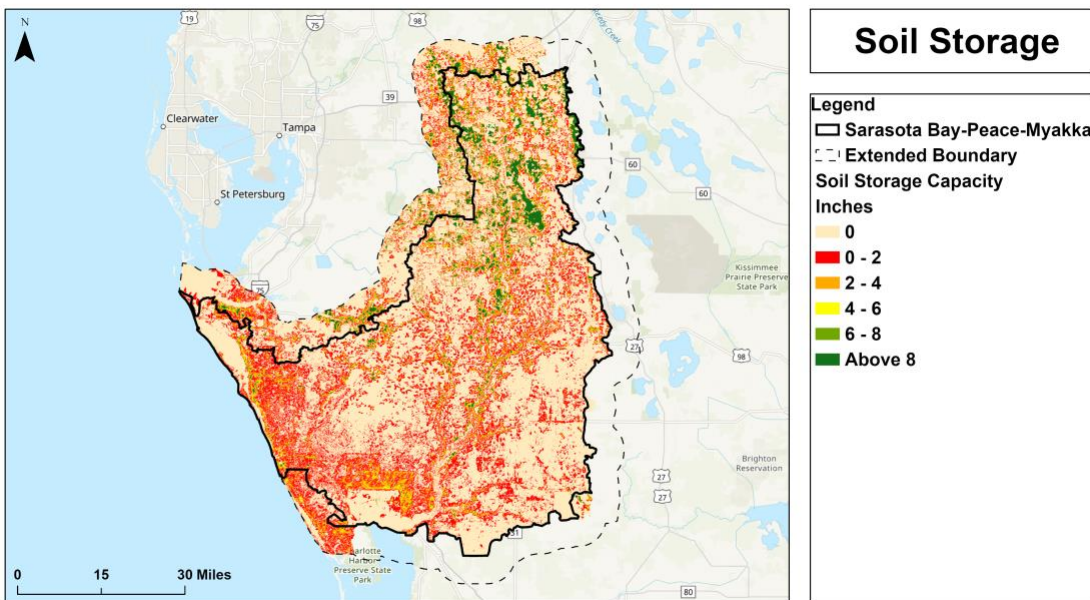 Soil Storage
Legend
Sarasota Bay-Peace-Myakka
Extended Boundary
Soil Storage Capacity
Inches
0
0 - 2
2 - 4
4 - 6
6 - 8
Above 8
N
19
75
98
39
Clearwater
Tampa
60
60
St Petersburg
75
Kissimmee
Prairie Preserve
State Park
27
98
Brighton
Reservation
27
27
31
arlotte
Harbor
Preserve State
Park
80
0 15 30 Miles